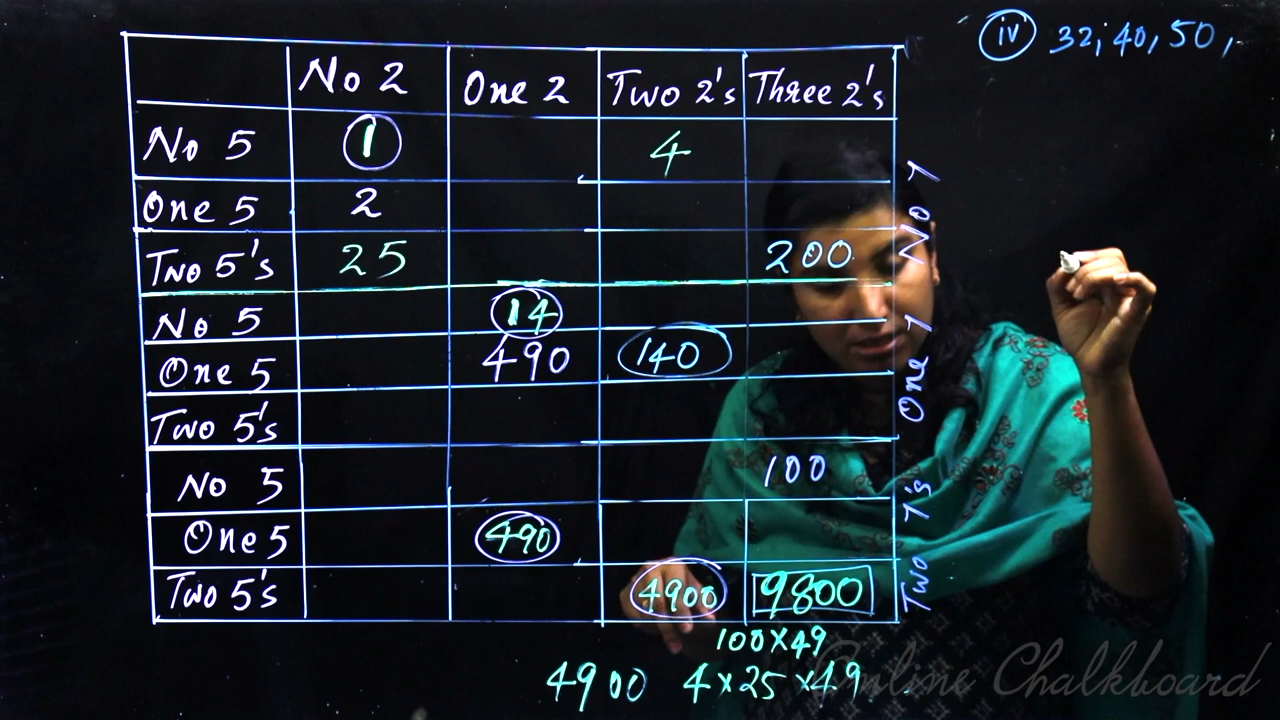 iv 32, 40, 50,
No 2 One 2 Two 2's Three 2's
No 5 1 4
One 5 2
Two 5's 25 200
No 1
No 5 14
One 5 490 140
Two 5's
One 7
No 5 100
One 5 490
Two 5's 4900 9800
Two 7's
100×49
4900 4×25×49
Online Chalkboard